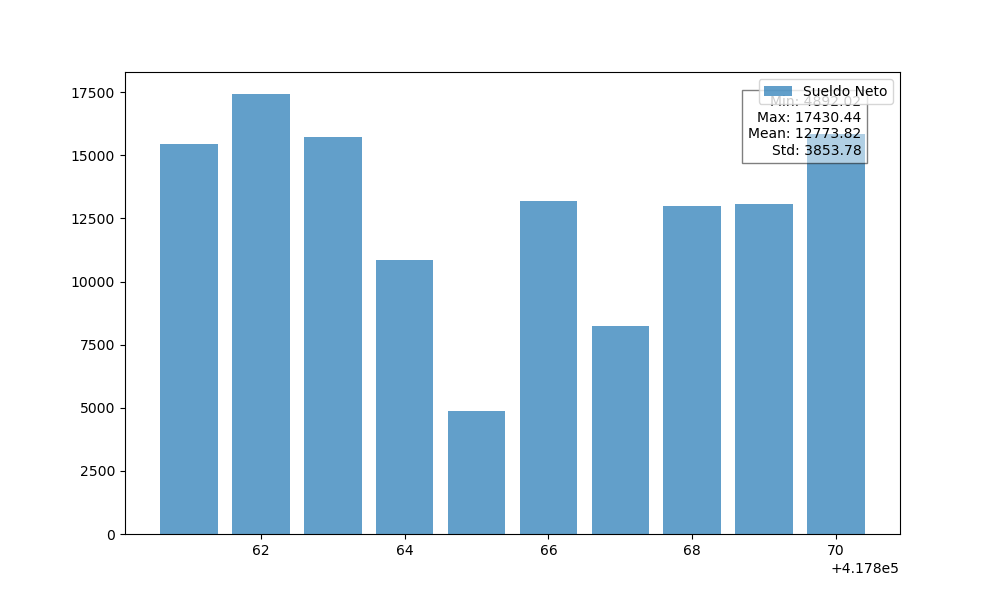 17500
15000
12500
10000
7500
5000
2500
0
Sueldo Neto
Min: 4892.02
Max: 17430.44
Mean: 12773.82
Std: 3853.78
62 64 66 68 70
+4.178e5